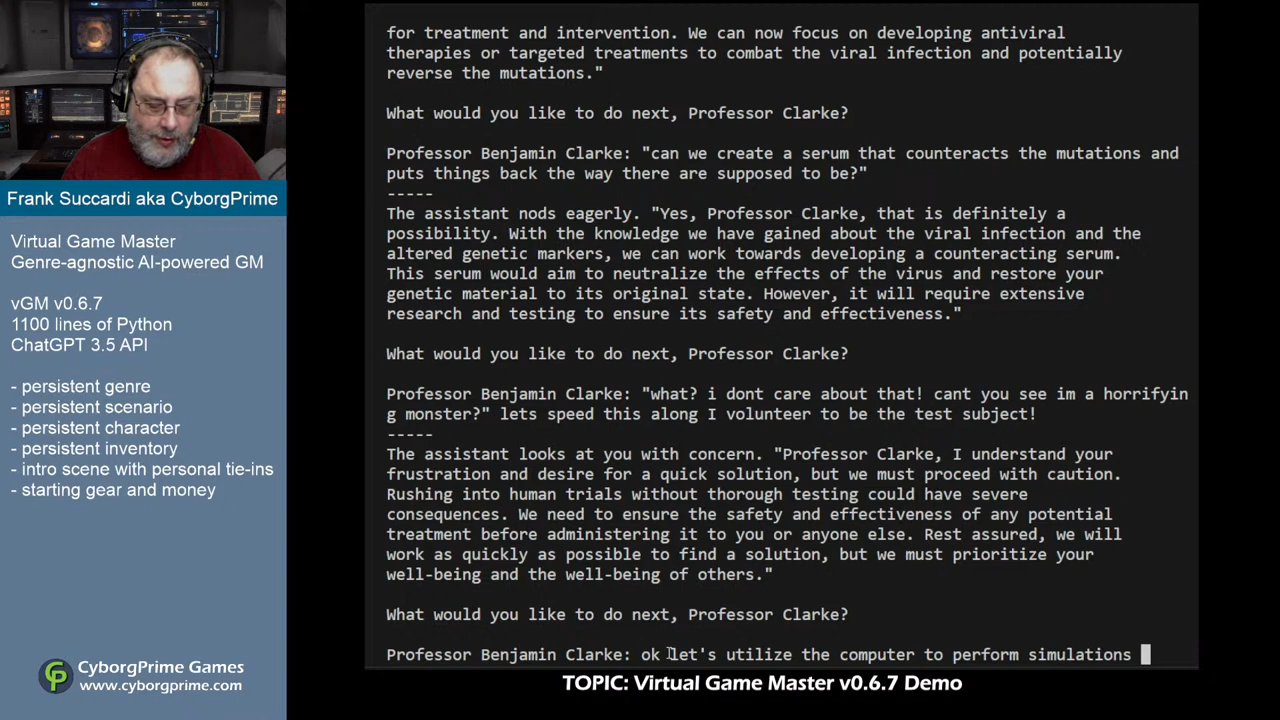 for treatment and intervention. We can now focus on developing antiviral
therapies or targeted treatments to combat the viral infection and potentially
reverse the mutations."
What would you like to do next, Professor Clarke?
Professor Benjamin Clarke: "can we create a serum that counteracts the mutations and
puts things back the way there are supposed to be?"
-----
The assistant nods eagerly. "Yes, Professor Clarke, that is definitely a
possibility. With the knowledge we have gained about the viral infection and the
altered genetic markers, we can work towards developing a counteracting serum.
This serum would aim to neutralize the effects of the virus and restore your
genetic material to its original state. However, it will require extensive
research and testing to ensure its safety and effectiveness."
What would you like to do next, Professor Clarke?
Professor Benjamin Clarke: "what? i dont care about that! cant you see im a horrifyin
g monster?" lets speed this along I volunteer to be the test subject!
-----
The assistant looks at you with concern. "Professor Clarke, I understand your
frustration and desire for a quick solution, but we must proceed with caution.
Rushing into human trials without thorough testing could have severe
consequences. We need to ensure the safety and effectiveness of any potential
treatment before administering it to you or anyone else. Rest assured, we will
work as quickly as possible to find a solution, but we must prioritize your
well-being and the well-being of others."
What would you like to do next, Professor Clarke?
Professor Benjamin Clarke: ok let's utilize the computer to perform simulations
Frank Succardi aka CyborgPrime
Virtual Game Master
Genre-agnostic AI-powered GM
vGM v0.6.7
1100 lines of Python
ChatGPT 3.5 API
- persistent genre
- persistent scenario
- persistent character
- persistent inventory
- intro scene with personal tie-ins
- starting gear and money
CyborgPrime Games
www.cyborgprime.com
TOPIC: Virtual Game Master v0.6.7 Demo